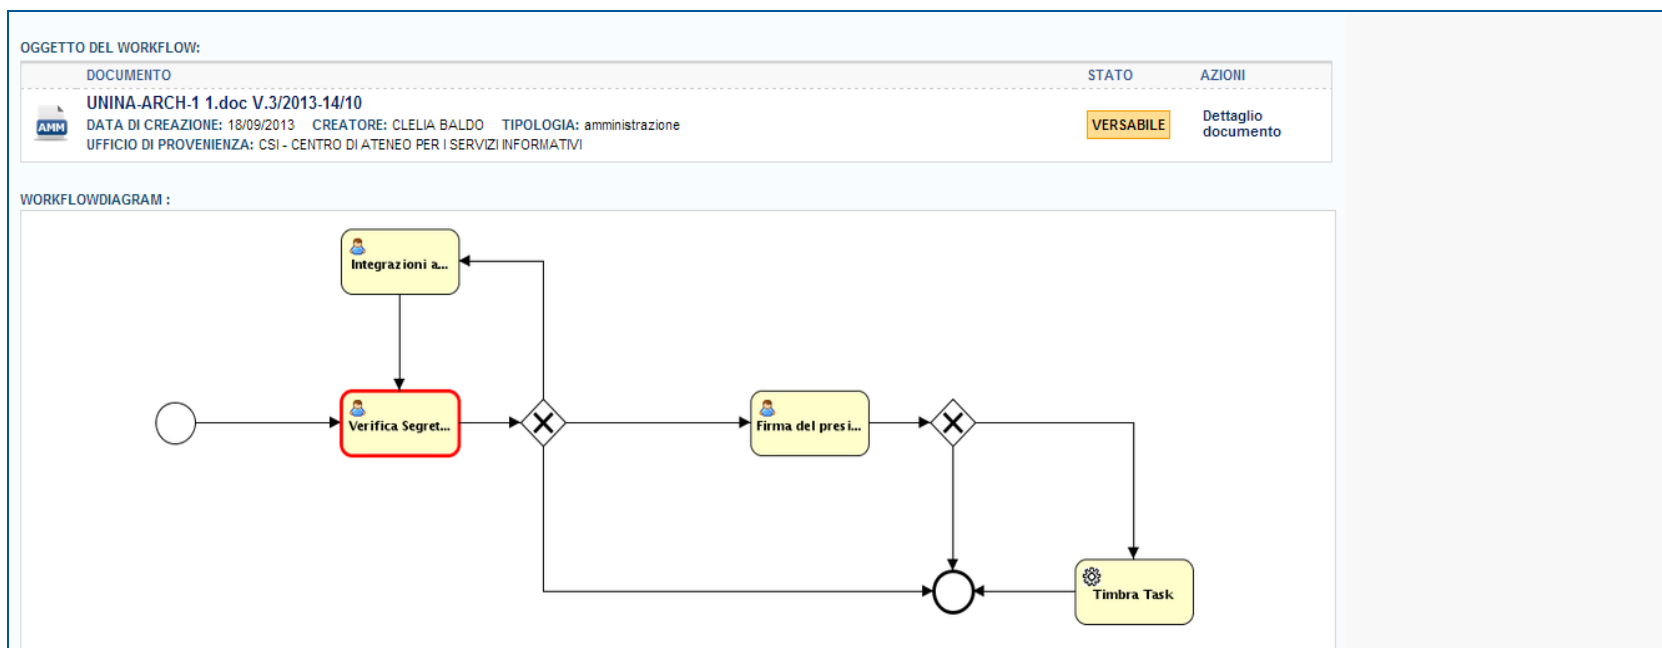 OGGETTO DEL WORKFLOW:
DOCUMENTO STATO AZIONI
UNINA-ARCH-1 1.doc V.3/2013-14/10
AMM
DATA DI CREAZIONE: 18/09/2013 CREATORE: CLELIA BALDO TIPOLOGIA: amministrazione
UFFICIO DI PROVENIENZA: CSI - CENTRO DI ATENEO PER I SERVIZI INFORMATIVI
VERSABILE
Dettaglio
documento
WORKFLOWDIAGRAM :
Integrazioni a...
Verifica Segret...
Firma del presi...
Timbra Task